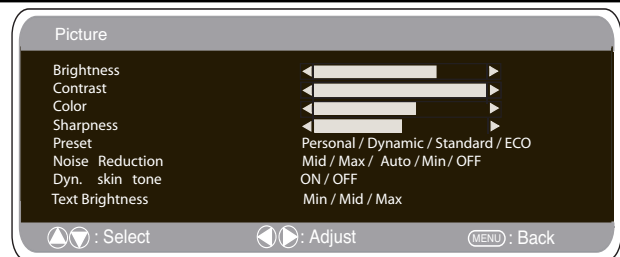 Picture
Brightness
Contrast
Color
Sharpness
Preset Personal / Dynamic / Standard / ECO
Noise Reduction Mid / Max / Auto / Min / OFF
Dyn. skin tone ON / OFF
Text Brightness Min / Mid / Max
: Select : Adjust MENU : Back